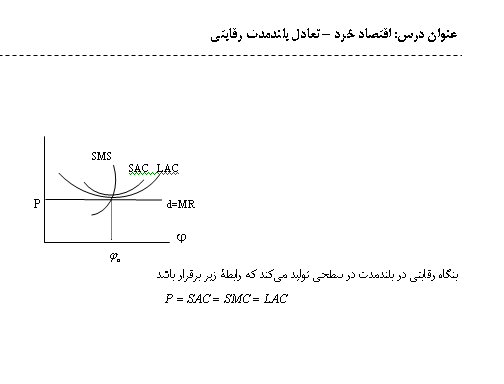 عنوان درس: اقتصاد خرد – تعادل بلندمدت رقابتی
SMS
SAC LAC
P
d=MR
φ
φ₀
بنگاه رقابتی در بلندمدت در سطحی تولید می‌کند که رابطهٔ زیر برقرار باشد
P = SAC = SMC = LAC